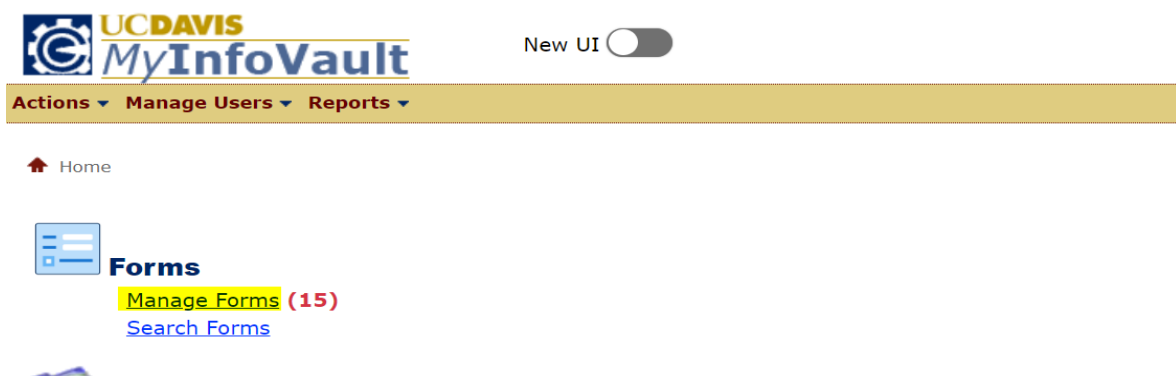 UCDAVIS
MyInfoVault
New UI
Actions Manage Users Reports
Home
Forms
Manage Forms (15)
Search Forms